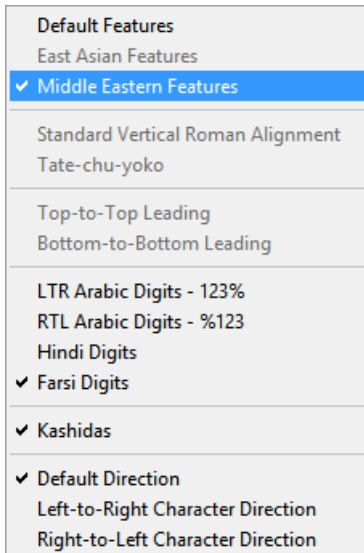 Default Features
East Asian Features
Middle Eastern Features
Standard Vertical Roman Alignment
Tate-chu-yoko
Top-to-Top Leading
Bottom-to-Bottom Leading
LTR Arabic Digits - 123%
RTL Arabic Digits - %123
Hindi Digits
Farsi Digits
Kashidas
Default Direction
Left-to-Right Character Direction
Right-to-Left Character Direction